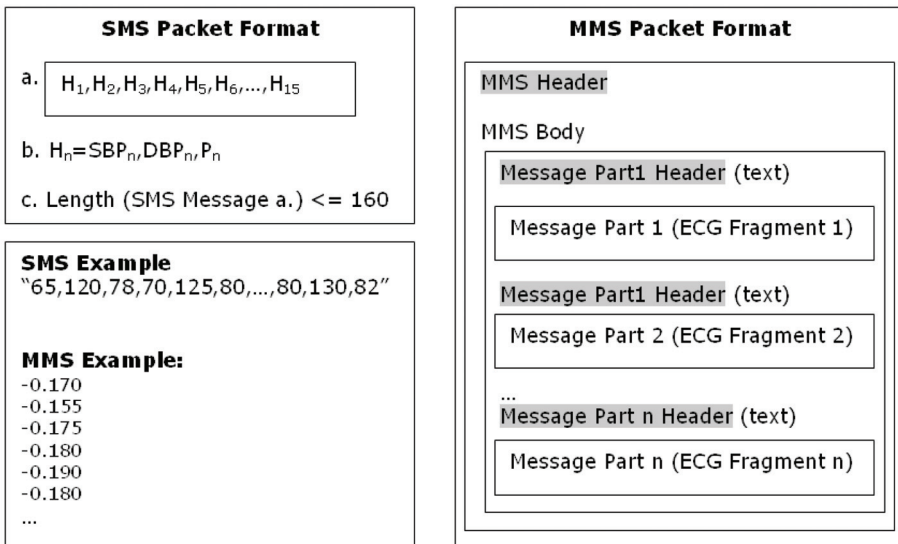 SMS Packet Format
a. H₁,H₂,H₃,H₄,H₅,H₆,...,H₁₅
b. Hₙ=SBPₙ,DBPₙ,Pₙ
c. Length (SMS Message a.) <= 160
SMS Example
“65,120,78,70,125,80,...,80,130,82”
MMS Example:
-0.170
-0.155
-0.175
-0.180
-0.190
-0.180
...
MMS Packet Format
MMS Header
MMS Body
Message Part1 Header (text)
Message Part 1 (ECG Fragment 1)
Message Part1 Header (text)
Message Part 2 (ECG Fragment 2)
...
Message Part n Header (text)
Message Part n (ECG Fragment n)